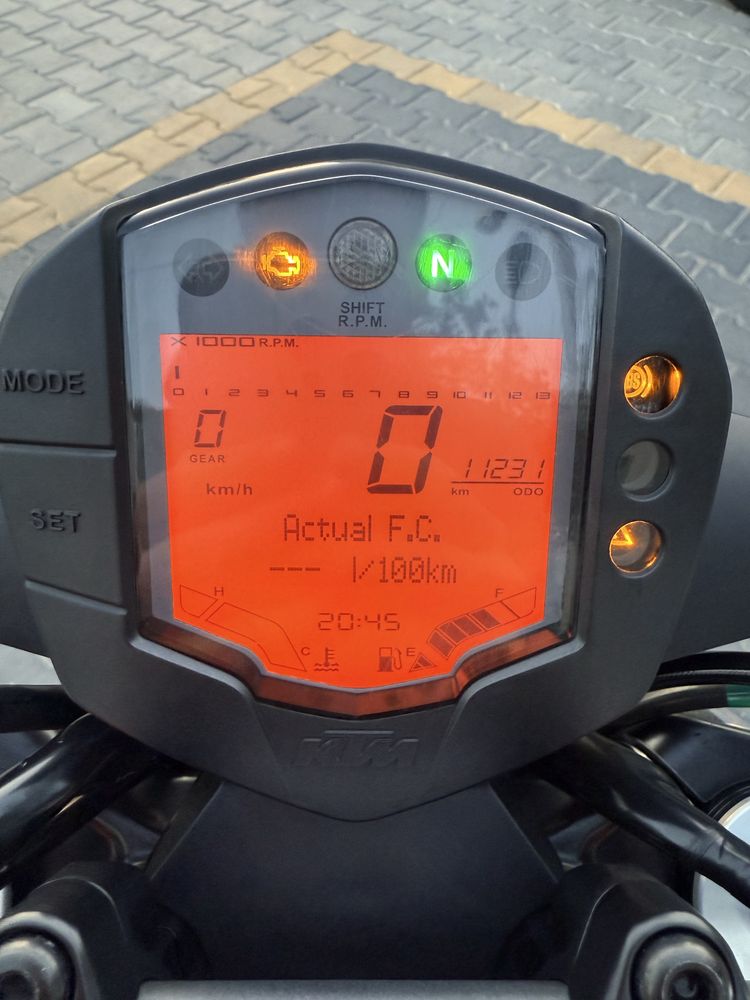 N
SHIFT
R.P.M.
X 1000 R.P.M.
0 1 2 3 4 5 6 7 8 9 10 11 12 13
MODE
0
GEAR
0
11231
km ODO
km/h
SET
Actual F.C.
--- l/100km
H
F
20:45
C
E
KTM